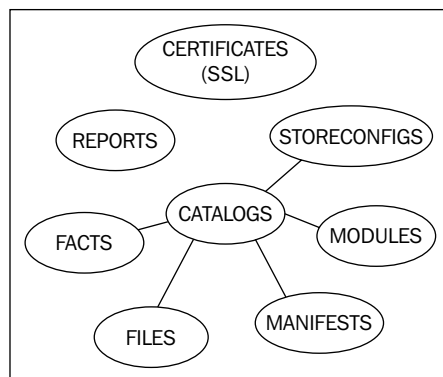 CERTIFICATES
(SSL)
REPORTS
STORECONFIGS
CATALOGS
FACTS
MODULES
FILES
MANIFESTS